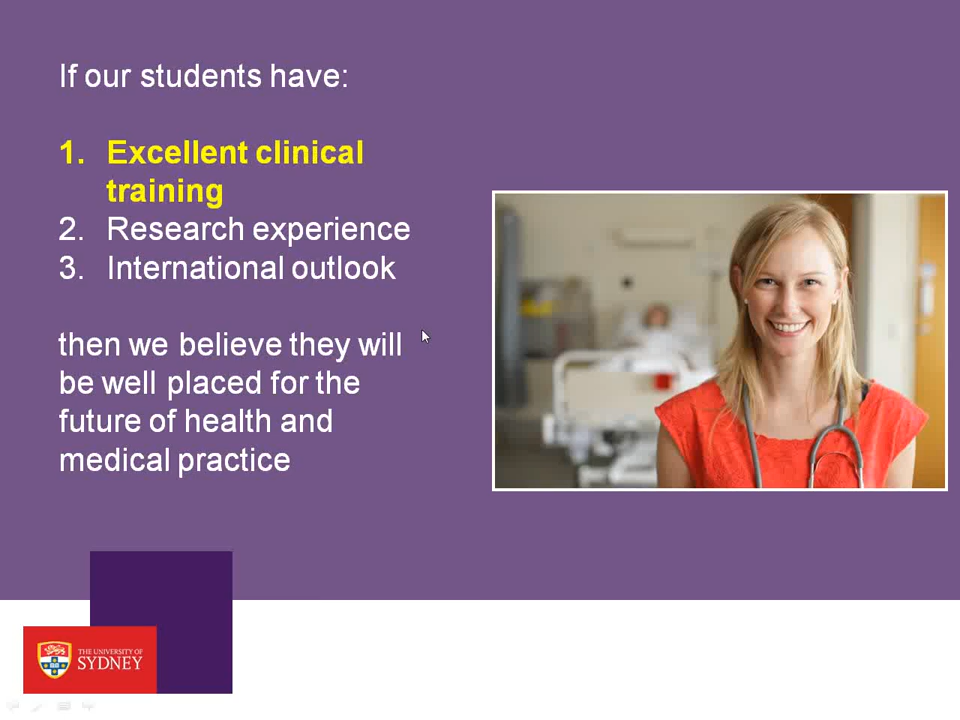 If our students have:
1. Excellent clinical
training
2. Research experience
3. International outlook
then we believe they will
be well placed for the
future of health and
medical practice
THE UNIVERSITY OF
SYDNEY